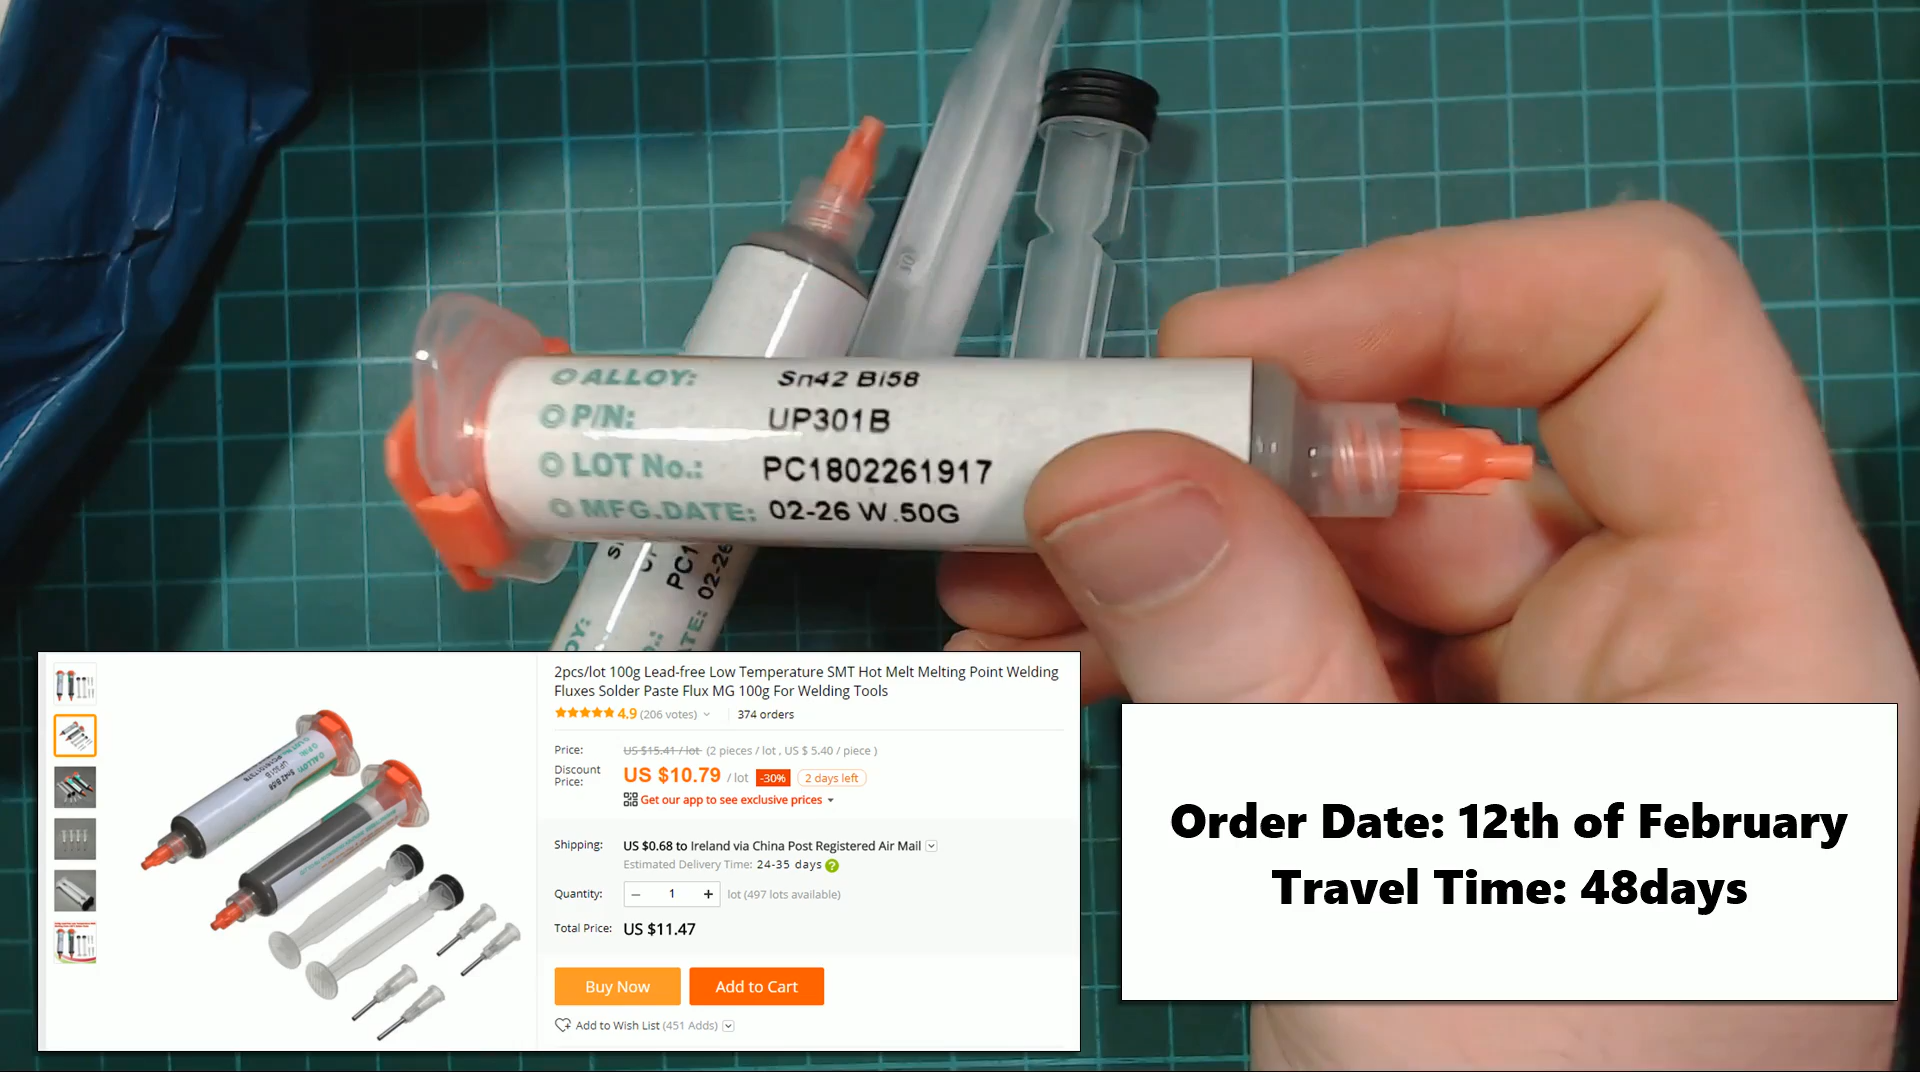 ALLOY: Sn42 Bi58
P/N: UP301B
LOT No.: PC1802261917
MFG.DATE: 02-26 W.50G
PC1
02-26
2pcs/lot 100g Lead-free Low Temperature SMT Hot Melt Melting Point Welding
Fluxes Solder Paste Flux MG 100g For Welding Tools
4.9 (206 votes) 374 orders
Price: US $15.41 / lot (2 pieces / lot , US $ 5.40 / piece )
Discount
Price: US $10.79 / lot -30% 2 days left
Get our app to see exclusive prices
Shipping: US $0.68 to Ireland via China Post Registered Air Mail
Estimated Delivery Time: 24-35 days ?
Quantity: − 1 + lot (497 lots available)
Total Price: US $11.47
Buy Now Add to Cart
Add to Wish List (451 Adds)
Order Date: 12th of February
Travel Time: 48days